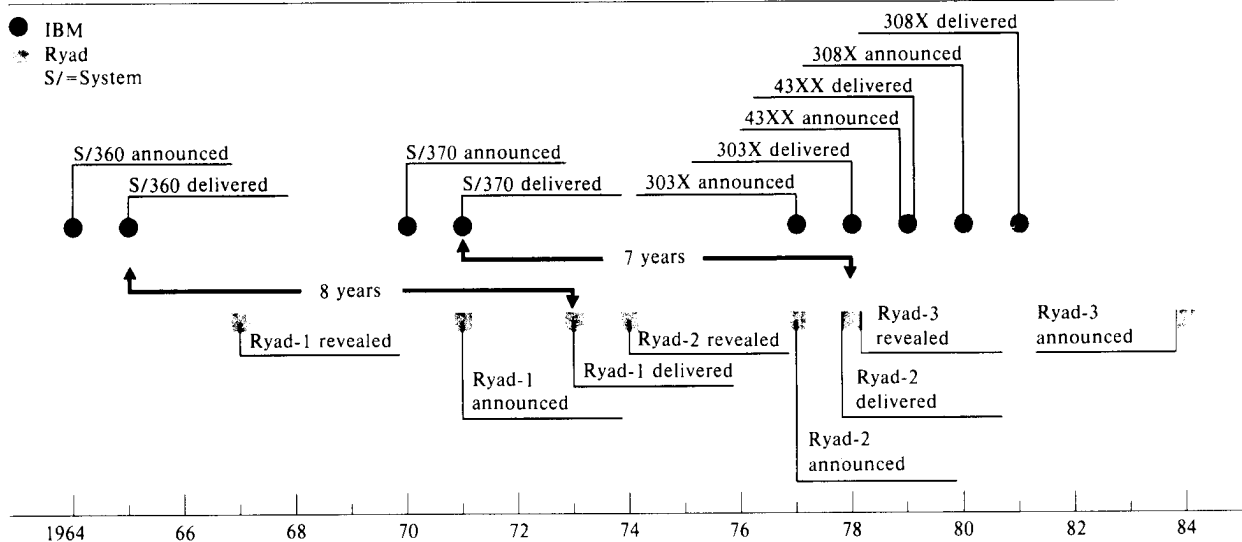 IBM
Ryad
S/=System
308X delivered
308X announced
43XX delivered
43XX announced
303X delivered
303X announced
S/360 announced
S/360 delivered
S/370 announced
S/370 delivered
7 years
8 years
Ryad-1 revealed
Ryad-1
announced
Ryad-1 delivered
Ryad-2 revealed
Ryad-2
announced
Ryad-2
delivered
Ryad-3
revealed
Ryad-3
announced
1964 66 68 70 72 74 76 78 80 82 84